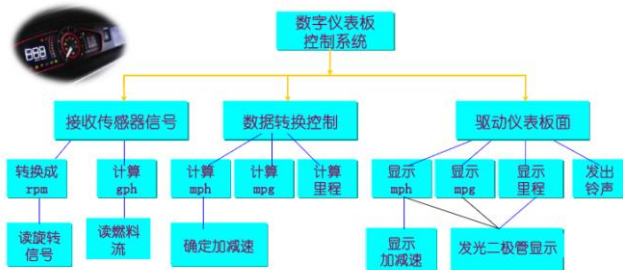 数字仪表板
控制系统
接收传感器信号
数据转换控制
驱动仪表板面
转换成
rpm
计算
gph
计算
mph
计算
mpg
计算
里程
显示
mph
显示
mpg
显示
里程
发出
铃声
读旋转
信号
读燃料
流
确定加减速
显示
加减速
发光二极管显示